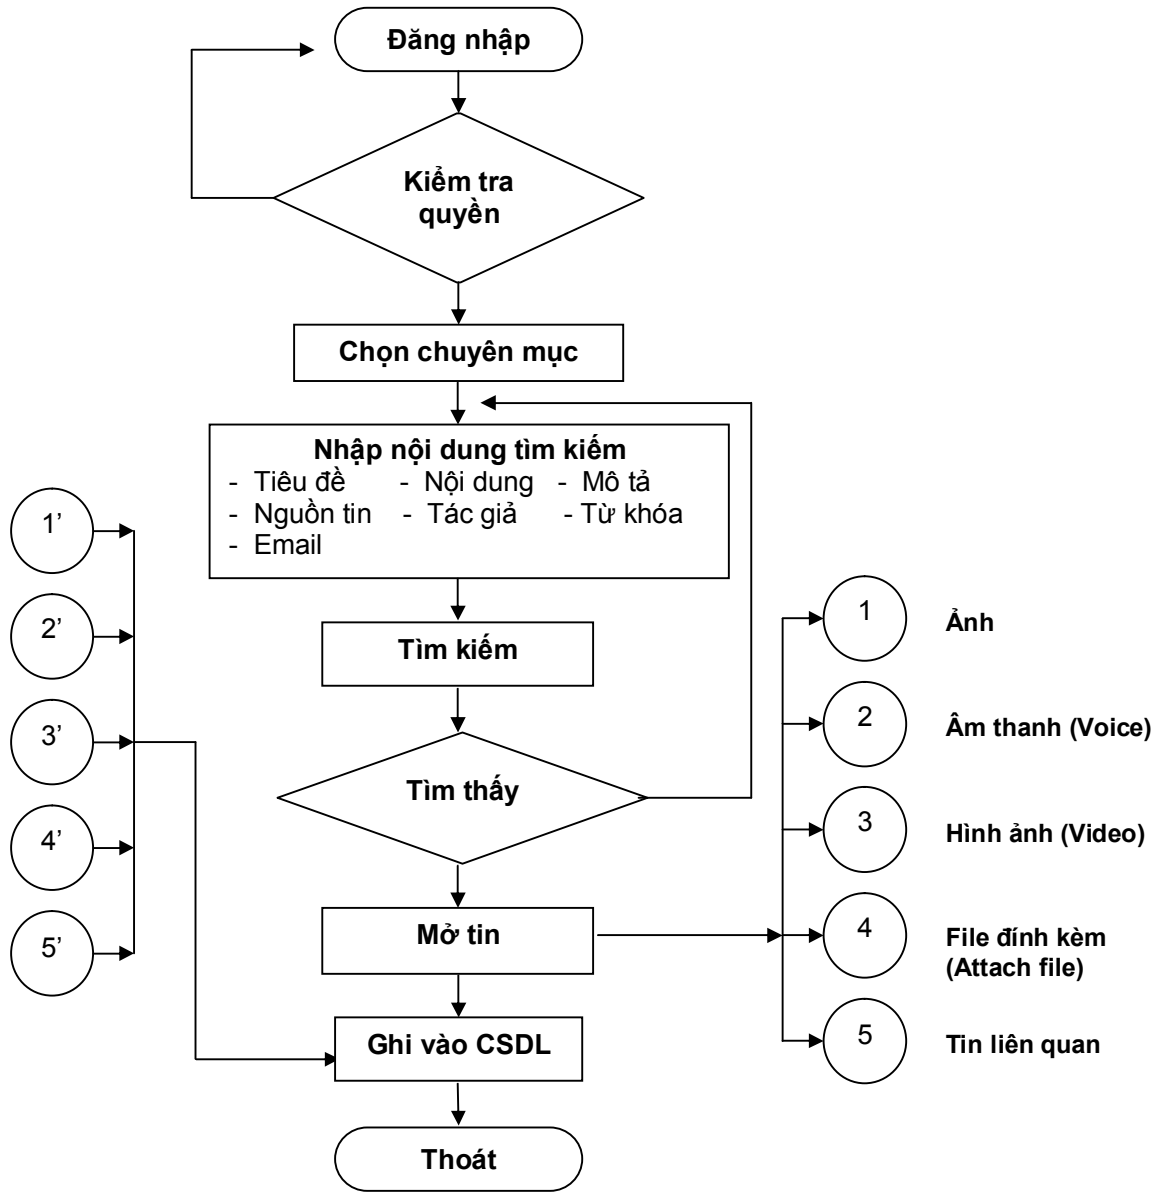 Đăng nhập
Kiểm tra
quyền
Chọn chuyên mục
Nhập nội dung tìm kiếm
- Tiêu đề - Nội dung - Mô tả
- Nguồn tin - Tác giả - Từ khóa
- Email
1’
2’
3’
4’
5’
Tìm kiếm
Tìm thấy
Mở tin
Ghi vào CSDL
Thoát
1 Ảnh
2 Âm thanh (Voice)
3 Hình ảnh (Video)
4 File đính kèm
(Attach file)
5 Tin liên quan